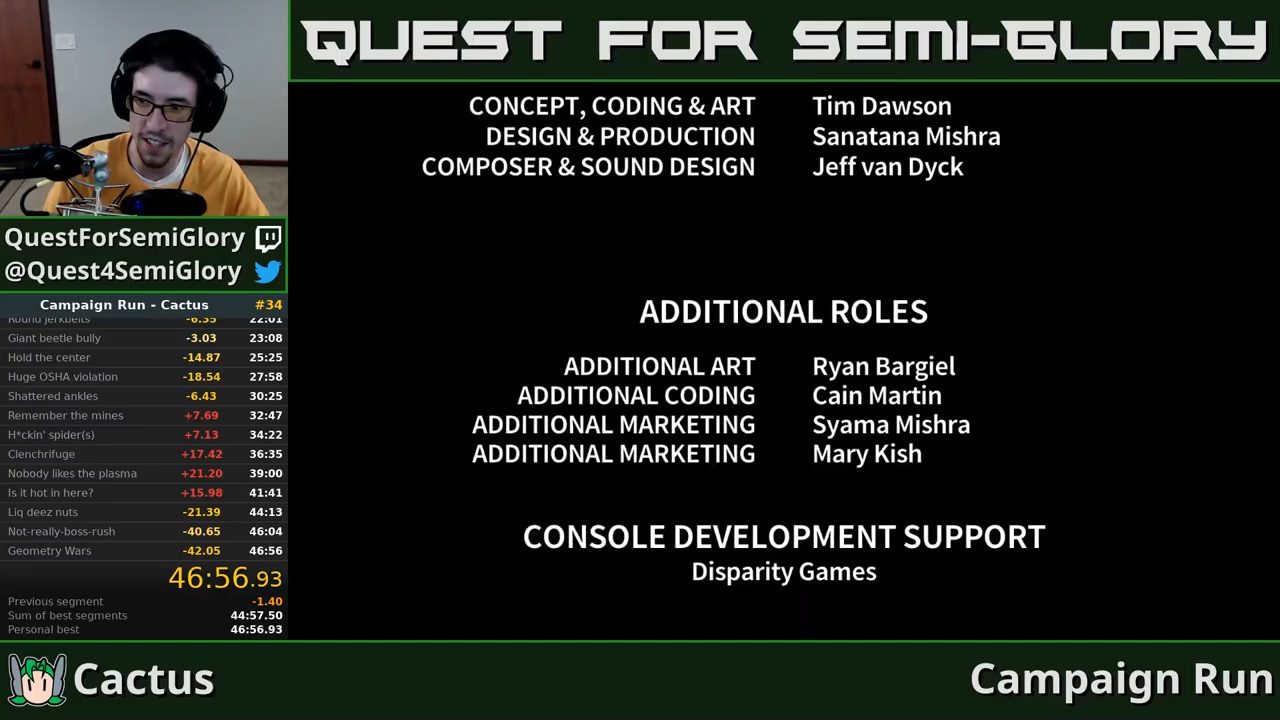 QUEST FOR SEMI-GLORY
CONCEPT, CODING & ART Tim Dawson
DESIGN & PRODUCTION Sanatana Mishra
COMPOSER & SOUND DESIGN Jeff van Dyck
ADDITIONAL ROLES
ADDITIONAL ART Ryan Bargiel
ADDITIONAL CODING Cain Martin
ADDITIONAL MARKETING Syama Mishra
ADDITIONAL MARKETING Mary Kish
CONSOLE DEVELOPMENT SUPPORT
Disparity Games
QuestForSemiGlory
@Quest4SemiGlory
Campaign Run - Cactus #34
Round jerkbeits -6.35 22:01
Giant beetle bully -3.03 23:08
Hold the center -14.87 25:25
Huge OSHA violation -18.54 27:58
Shattered ankles -6.43 30:25
Remember the mines +7.69 32:47
H*ckin' spider(s) +7.13 34:22
Clenchrifuge +17.42 36:35
Nobody likes the plasma +21.20 39:00
Is it hot in here? +15.98 41:41
Liq deez nuts -21.39 44:13
Not-really-boss-rush -40.65 46:04
Geometry Wars -42.05 46:56
46:56.93
Previous segment -1.40
Sum of best segments 44:57.50
Personal best 46:56.93
Cactus
Campaign Run